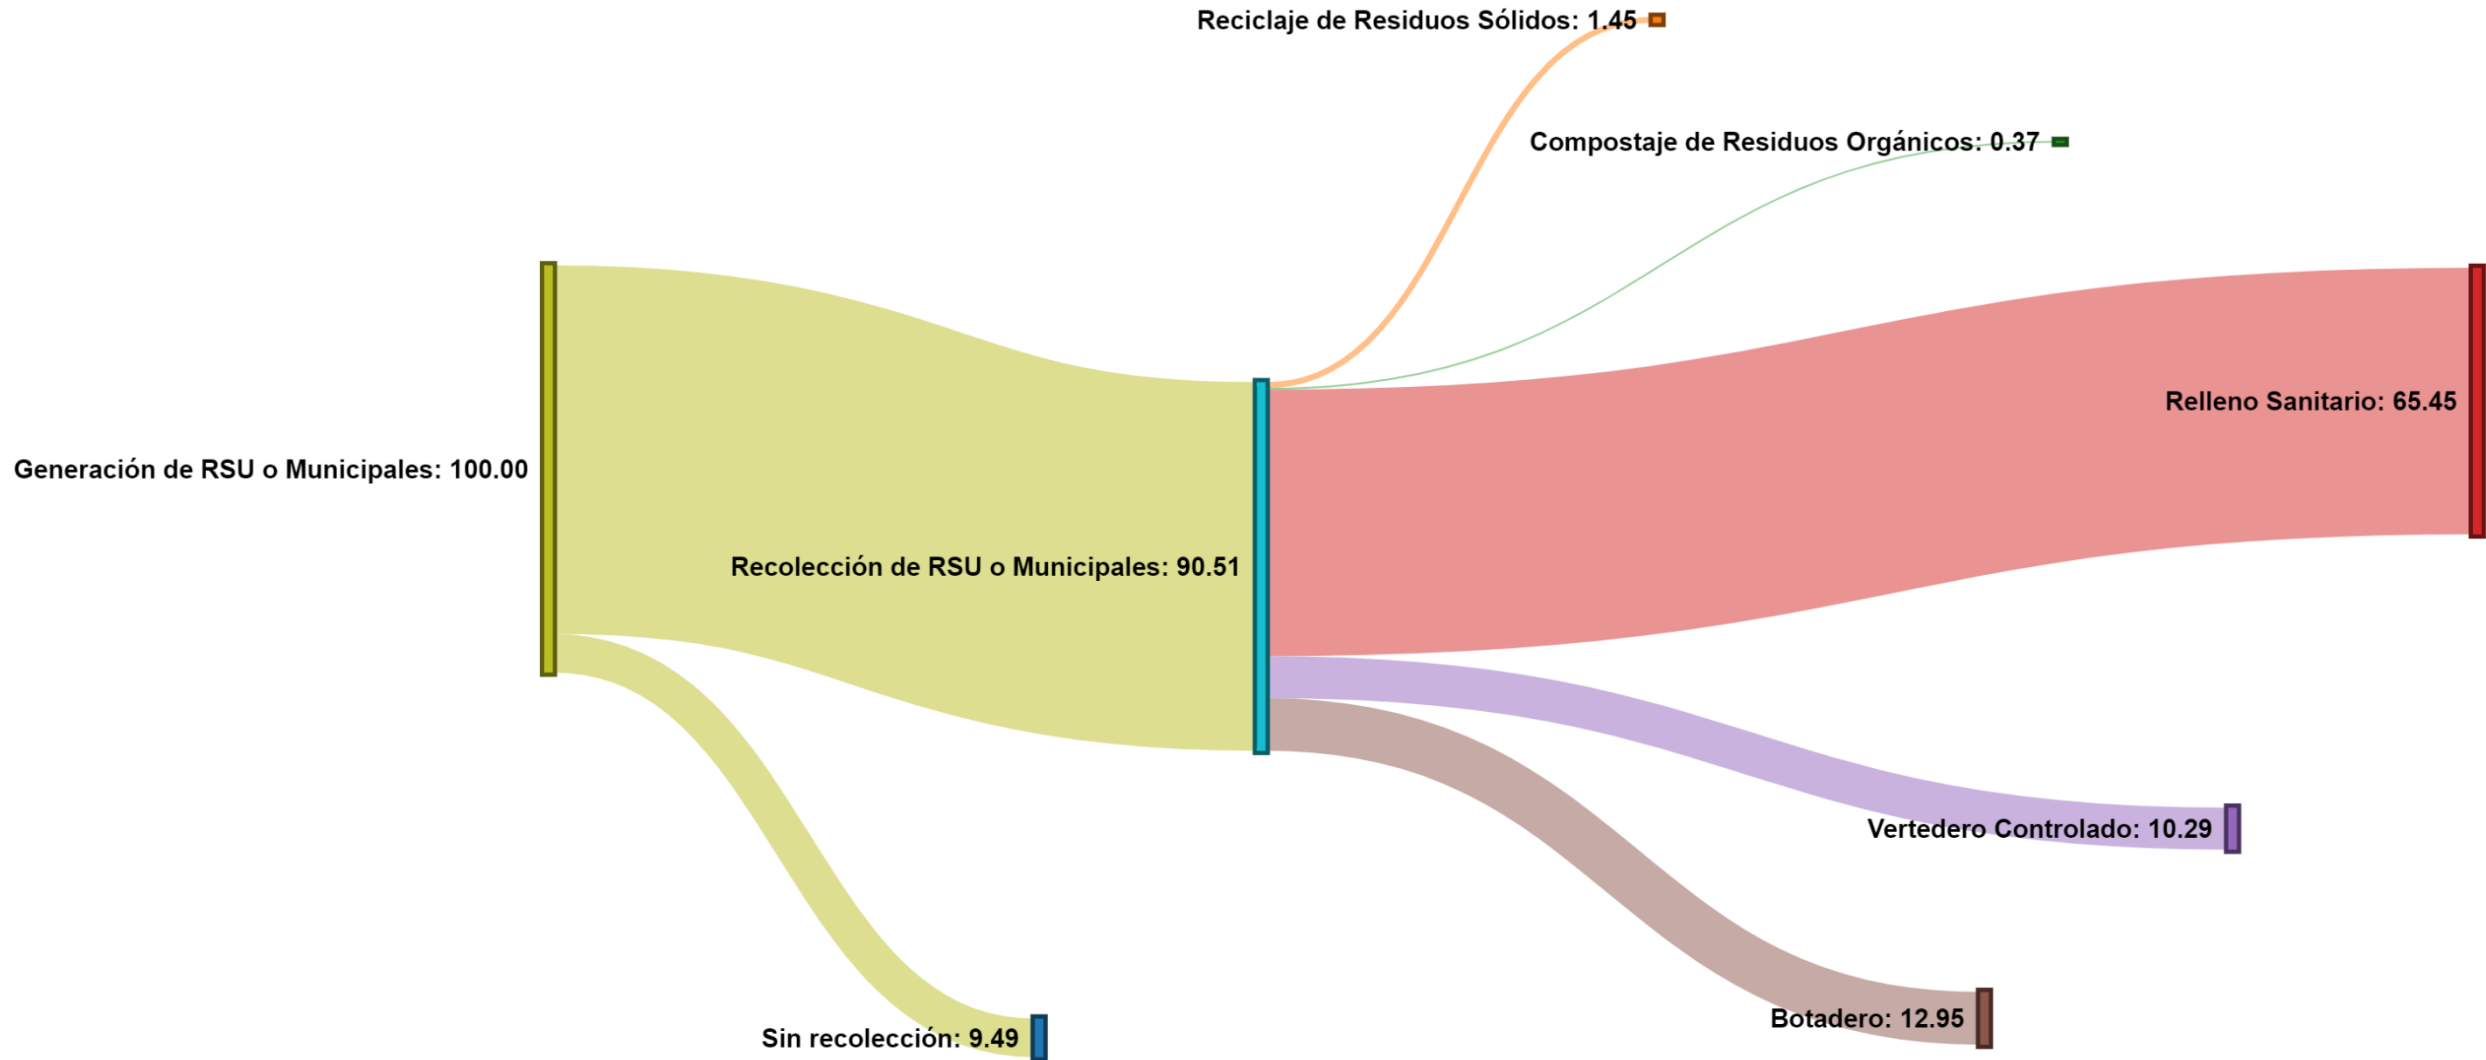 Reciclaje de Residuos Sólidos: 1.45
Compostaje de Residuos Orgánicos: 0.37
Relleno Sanitario: 65.45
Generación de RSU o Municipales: 100.00
Recolección de RSU o Municipales: 90.51
Vertedero Controlado: 10.29
Botadero: 12.95
Sin recolección: 9.49